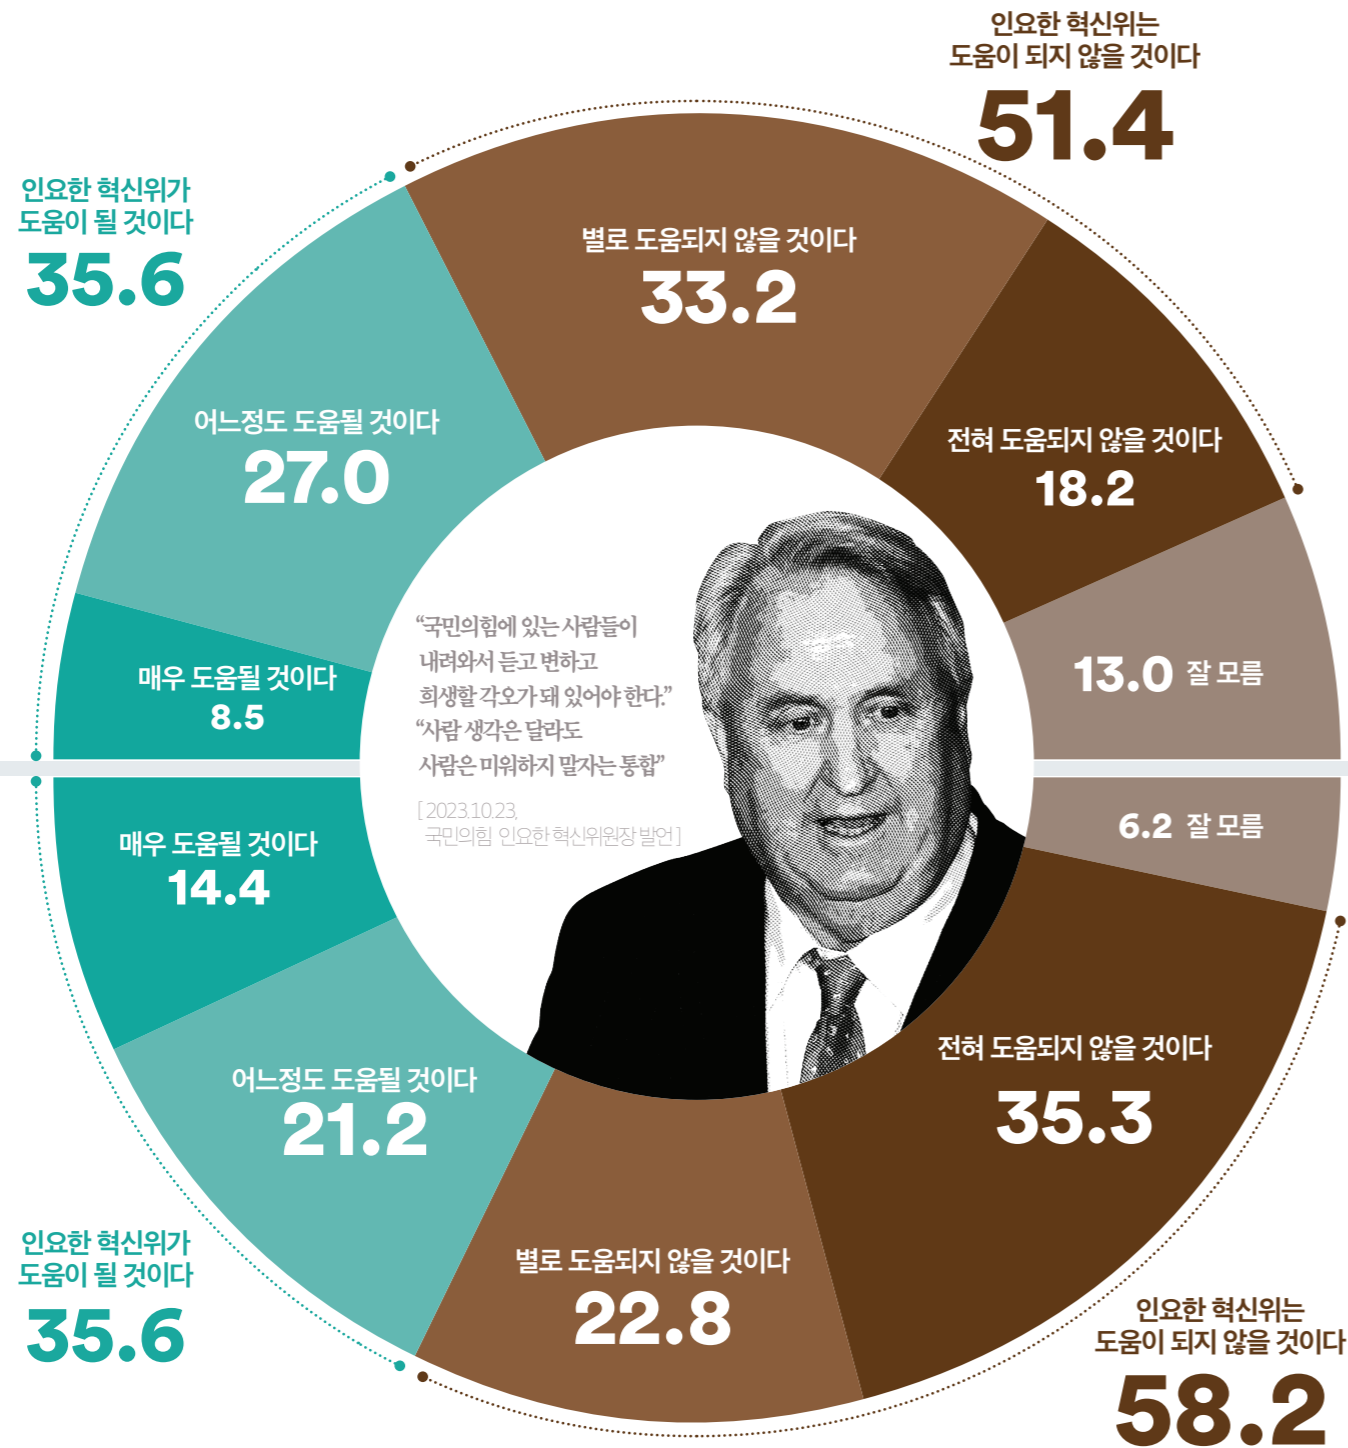 인요한 혁신위는
도움이 되지 않을 것이다
51.4
인요한 혁신위가
도움이 될 것이다
35.6
별로 도움되지 않을 것이다
33.2
어느정도 도움될 것이다
27.0
전혀 도움되지 않을 것이다
18.2
매우 도움될 것이다
8.5
13.0 잘 모름
“국민의힘에 있는 사람들이
내려와서 듣고 변하고
희생할 각오가 돼 있어야 한다.”
“사람 생각은 달라도
사람은 미워하지 말자는 통합”
[ 2023.10.23,
국민의힘 인요한 혁신위원장 발언 ]
매우 도움될 것이다
14.4
6.2 잘 모름
어느정도 도움될 것이다
21.2
전혀 도움되지 않을 것이다
35.3
별로 도움되지 않을 것이다
22.8
인요한 혁신위가
도움이 될 것이다
35.6
인요한 혁신위는
도움이 되지 않을 것이다
58.2